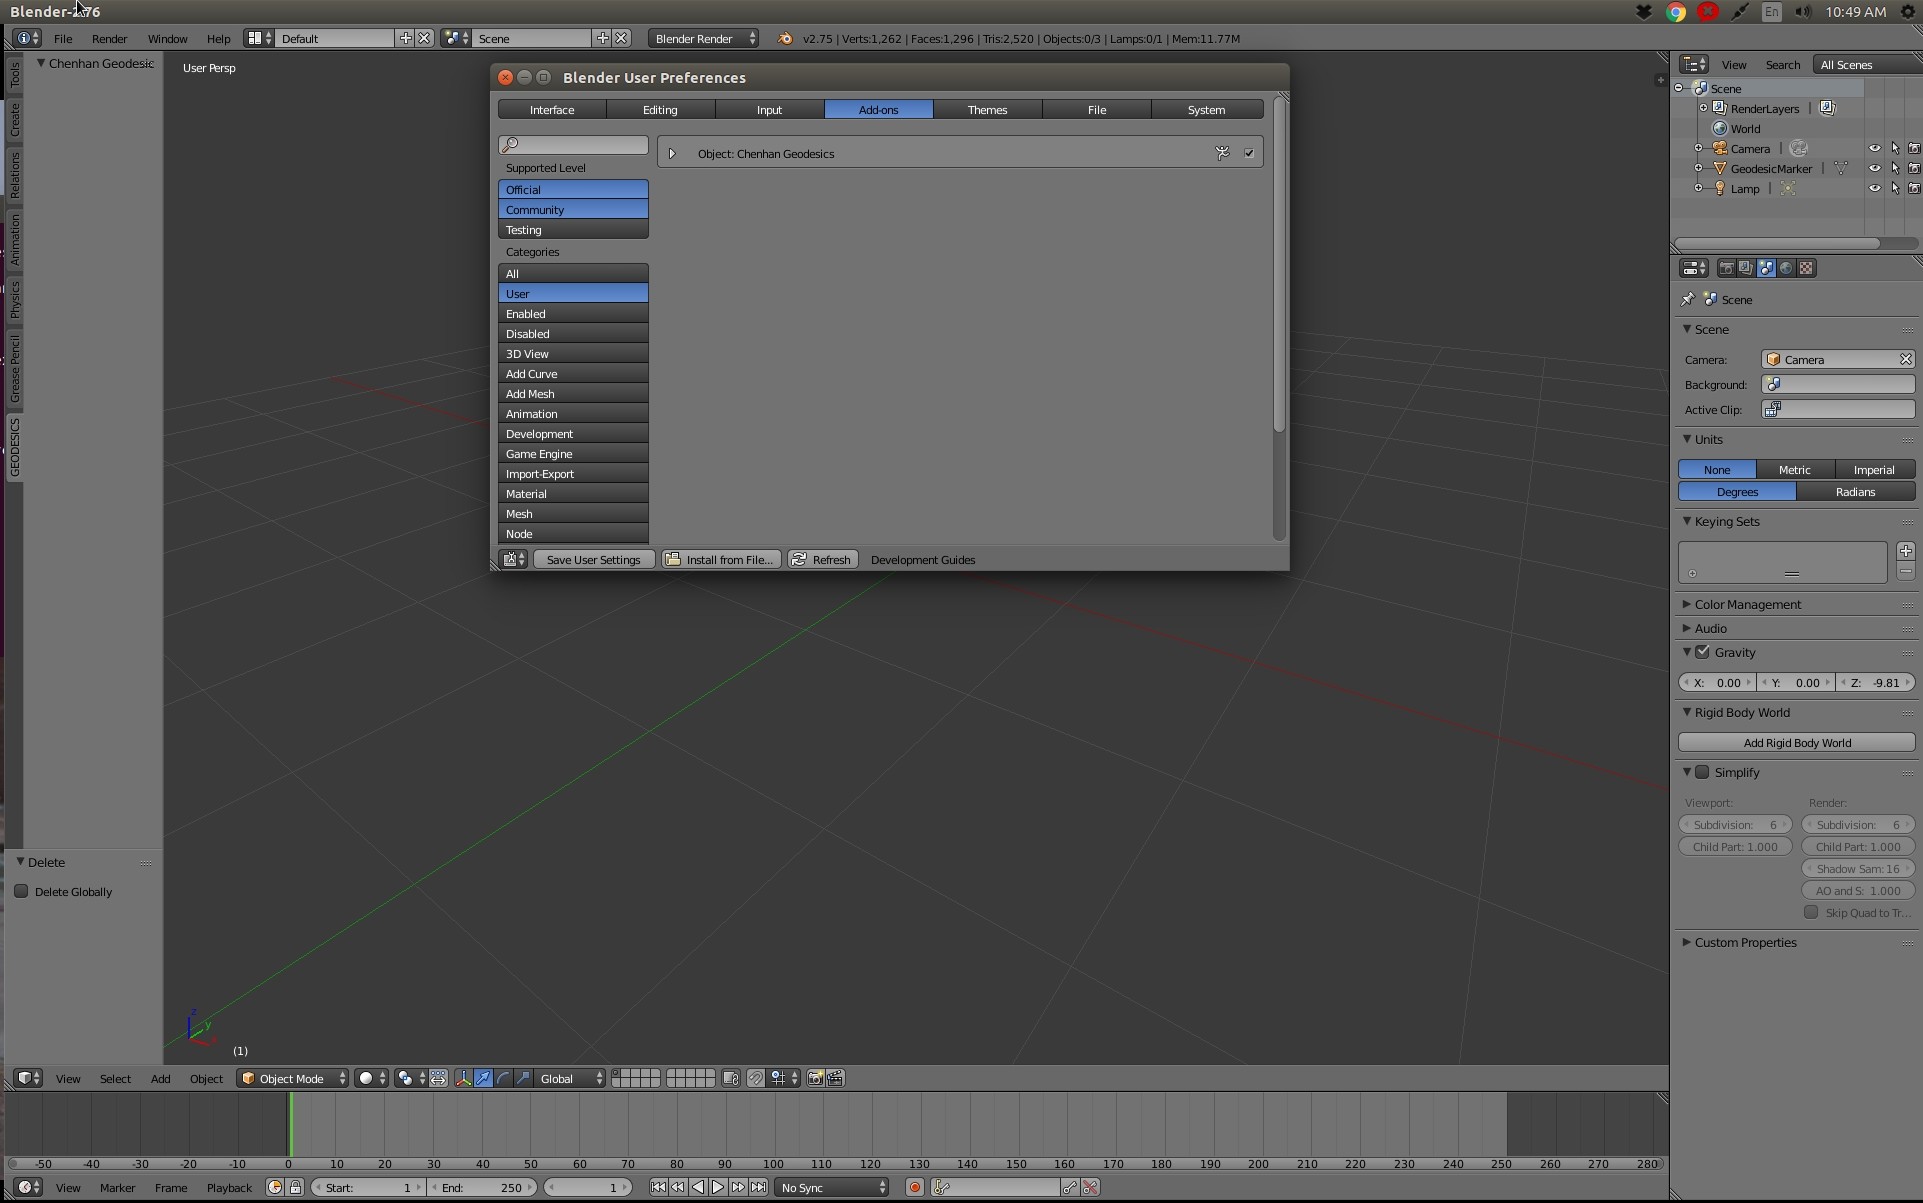 Blender-2.76
En 10:49 AM
File Render Window Help Default Scene Blender Render v2.75 | Verts:1,262 | Faces:1,296 | Tris:2,520 | Objects:0/3 | Lamps:0/1 | Mem:11.77M
Tools
Create
Relations
Animation
Physics
Grease Pencil
GEODESICS
Chenhan Geodesic
User Persp
Delete
Delete Globally
Blender User Preferences
Interface Editing Input Add-ons Themes File System
Supported Level
Official
Community
Testing
Categories
All
User
Enabled
Disabled
3D View
Add Curve
Add Mesh
Animation
Development
Game Engine
Import-Export
Material
Mesh
Node
Object: Chenhan Geodesics
Save User Settings Install from File... Refresh Development Guides
z
y
x
(1)
View Search All Scenes
Scene
RenderLayers |
World
Camera |
GeodesicMarker |
Lamp |
Scene
Scene
Camera: Camera
Background:
Active Clip:
Units
None Metric Imperial
Degrees Radians
Keying Sets
Color Management
Audio
Gravity
X: 0.00 Y: 0.00 Z: -9.81
Rigid Body World
Add Rigid Body World
Simplify
Viewport: Render:
Subdivision: 6 Subdivision: 6
Child Part: 1.000 Child Part: 1.000
Shadow Sam: 16
AO and S: 1.000
Skip Quad to Tr...
Custom Properties
View Select Add Object Object Mode Global
-50 -40 -30 -20 -10 0 10 20 30 40 50 60 70 80 90 100 110 120 130 140 150 160 170 180 190 200 210 220 230 240 250 260 270 280
View Marker Frame Playback Start: 1 End: 250 1 No Sync